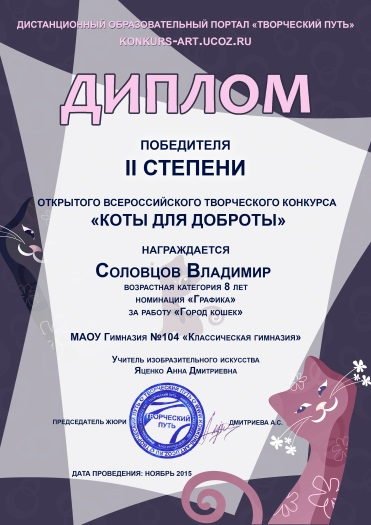 ДИСТАНЦИОННЫЙ ОБРАЗОВАТЕЛЬНЫЙ ПОРТАЛ «ТВОРЧЕСКИЙ ПУТЬ»
KONKURS-ART.UCOZ.RU
ДИПЛОМ
ПОБЕДИТЕЛЯ
II СТЕПЕНИ
ОТКРЫТОГО ВСЕРОССИЙСКОГО ТВОРЧЕСКОГО КОНКУРСА
«КОТЫ ДЛЯ ДОБРОТЫ»
НАГРАЖДАЕТСЯ
Соловцов Владимир
ВОЗРАСТНАЯ КАТЕГОРИЯ 8 ЛЕТ
НОМИНАЦИЯ «ГРАФИКА»
ЗА РАБОТУ «ГОРОД КОШЕК»
МАОУ Гимназия №104 «Классическая гимназия»
Учитель изобразительного искусства
Яценко Анна Дмитриевна
ПРЕДСЕДАТЕЛЬ ЖЮРИ
ТВОРЧЕСКИЙ
ПУТЬ
ДМИТРИЕВА А.С.
ДАТА ПРОВЕДЕНИЯ: НОЯБРЬ 2015